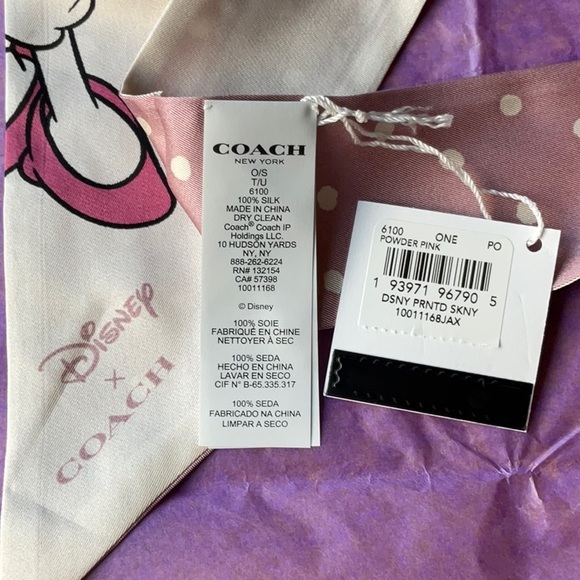 Disney
×
COACH
COACH
NEW YORK
O/S
T/U
6100
100% SILK
MADE IN CHINA
DRY CLEAN
Coach® Coach IP
Holdings LLC.
10 HUDSON YARDS
NY, NY
888-262-6224
RN# 132154
CA# 57398
10011168
© Disney
100% SOIE
FABRIQUÉ EN CHINE
NETTOYER À SEC
100% SEDA
HECHO EN CHINA
LAVAR EN SECO
CIF N° B-65.335.317
100% SEDA
FABRICADO NA CHINA
LIMPAR A SECO
6100 ONE PO
POWDER PINK
1 93971 96790 5
DSNY PRNTD SKNY
10011168JAX